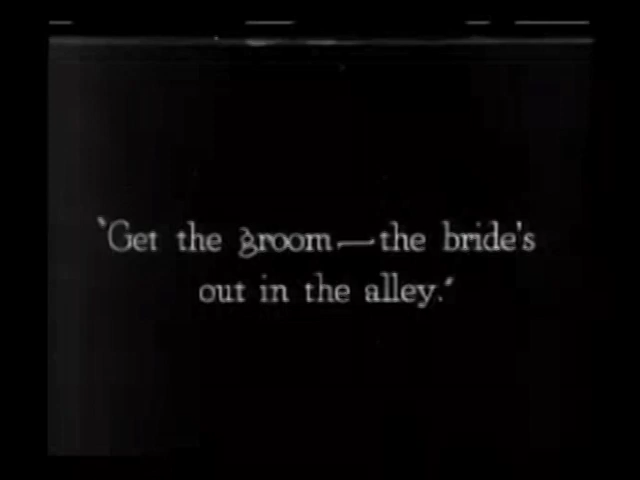 "Get the groom—the bride's
out in the alley."